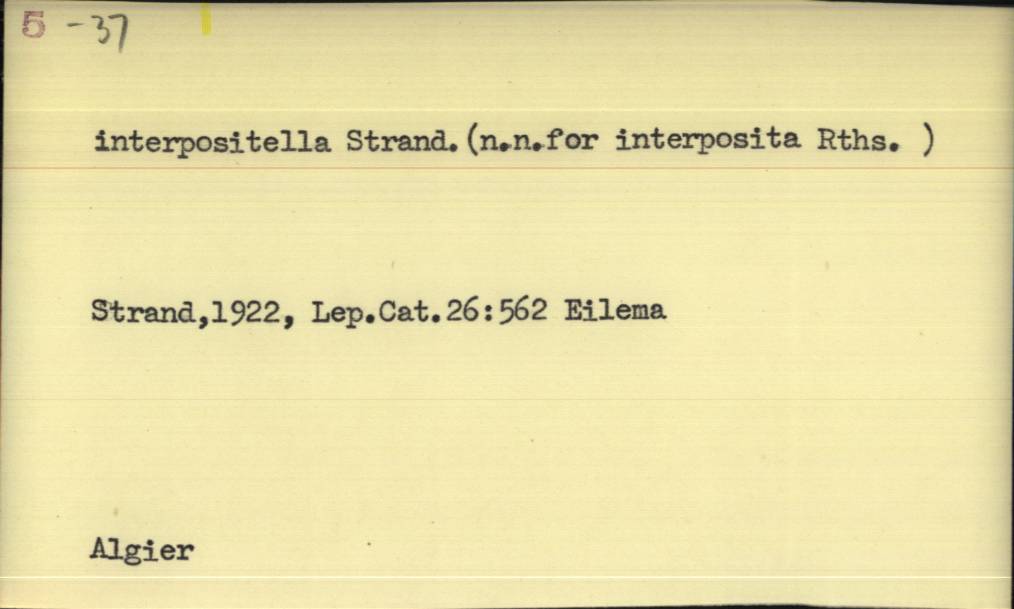 5 -37
interpositella Strand.(n.n.for interposita Rths. )
Strand,1922, Lep.Cat.26:562 Eilema
Algier